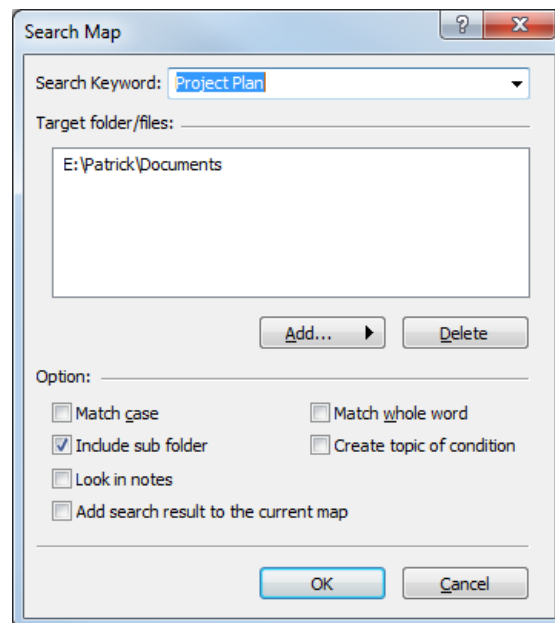 Search Map
Search Keyword: Project Plan
Target folder/files:
E:\Patrick\Documents
Add... Delete
Option:
Match case Match whole word
Include sub folder Create topic of condition
Look in notes
Add search result to the current map
OK Cancel